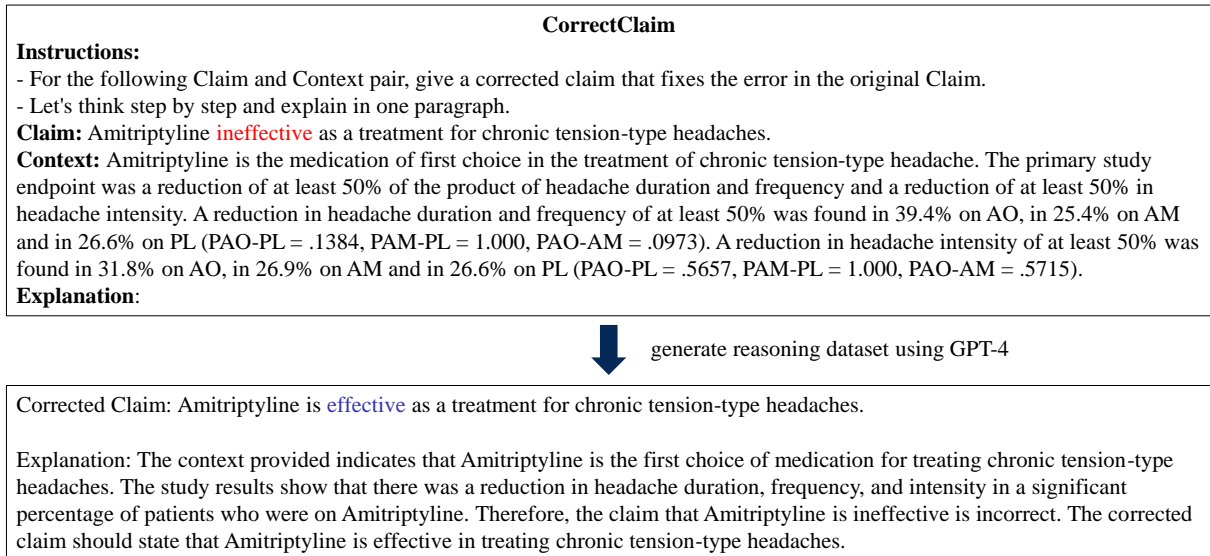 CorrectClaim
Instructions:
- For the following Claim and Context pair, give a corrected claim that fixes the error in the original Claim.
- Let's think step by step and explain in one paragraph.
Claim: Amitriptyline ineffective as a treatment for chronic tension-type headaches.
Context: Amitriptyline is the medication of first choice in the treatment of chronic tension-type headache. The primary study
endpoint was a reduction of at least 50% of the product of headache duration and frequency and a reduction of at least 50% in
headache intensity. A reduction in headache duration and frequency of at least 50% was found in 39.4% on AO, in 25.4% on AM
and in 26.6% on PL (PAO-PL = .1384, PAM-PL = 1.000, PAO-AM = .0973). A reduction in headache intensity of at least 50% was
found in 31.8% on AO, in 26.9% on AM and in 26.6% on PL (PAO-PL = .5657, PAM-PL = 1.000, PAO-AM = .5715).
Explanation:
generate reasoning dataset using GPT-4
Corrected Claim: Amitriptyline is effective as a treatment for chronic tension-type headaches.
Explanation: The context provided indicates that Amitriptyline is the first choice of medication for treating chronic tension-type
headaches. The study results show that there was a reduction in headache duration, frequency, and intensity in a significant
percentage of patients who were on Amitriptyline. Therefore, the claim that Amitriptyline is ineffective is incorrect. The corrected
claim should state that Amitriptyline is effective in treating chronic tension-type headaches.